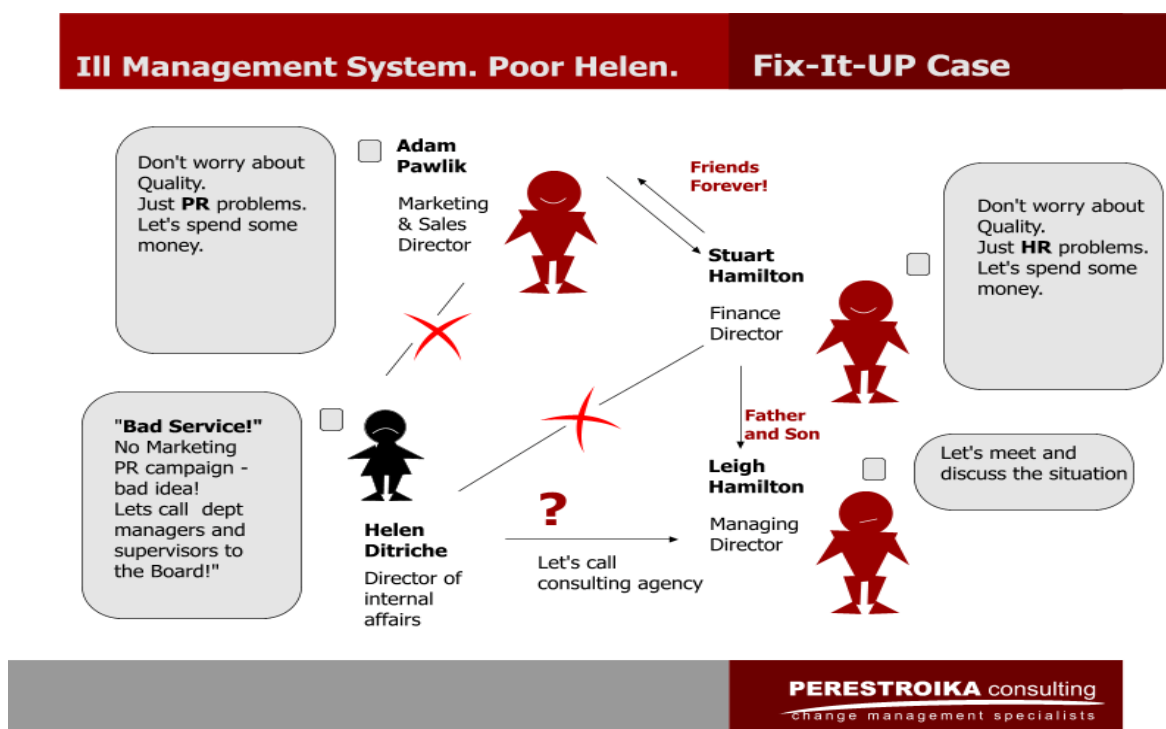 Ill Management System. Poor Helen.
Fix-It-UP Case
Don't worry about
Quality.
Just PR problems.
Let's spend some
money.
Adam
Pawlik
Marketing
& Sales
Director
Friends
Forever!
Stuart
Hamilton
Finance
Director
Don't worry about
Quality.
Just HR problems.
Let's spend some
money.
"Bad Service!"
No Marketing
PR campaign -
bad idea!
Lets call dept
managers and
supervisors to
the Board!"
Helen
Ditriche
Director of
internal
affairs
?
Let's call
consulting agency
Father
and Son
Leigh
Hamilton
Managing
Director
Let's meet and
discuss the situation
PERESTROIKA consulting
change management specialists